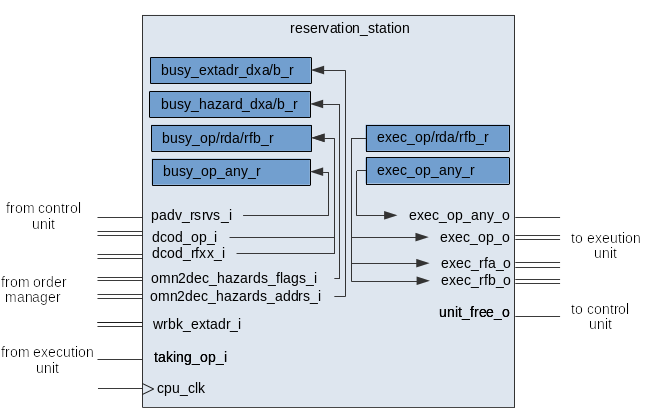 reservation_station
busy_extadr_dxa/b_r
busy_hazard_dxa/b_r
busy_op/rda/rfb_r
busy_op_any_r
exec_op/rda/rfb_r
exec_op_any_r
from control
unit
padv_rsrvs_i
dcod_op_i
dcod_rfxx_i
from order
manager
omn2dec_hazards_flags_i
omn2dec_hazards_addrs_i
wrbk_extadr_i
from execution
unit
taking_op_i
cpu_clk
exec_op_any_o
exec_op_o
exec_rfa_o
exec_rfb_o
to exeution
unit
unit_free_o
to control
unit